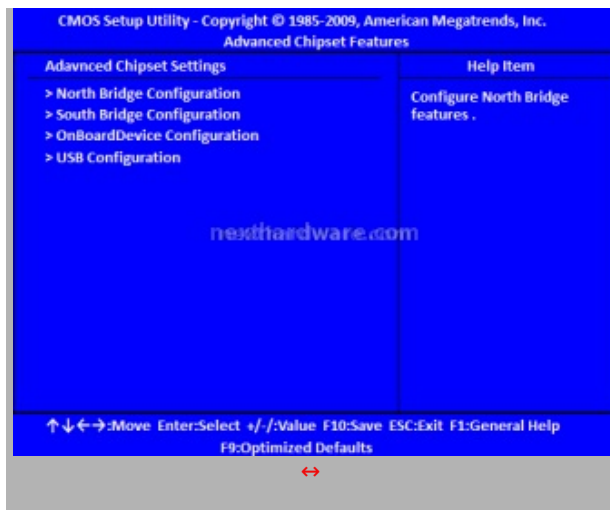 CMOS Setup Utility - Copyright © 1985-2009, American Megatrends, Inc.
Advanced Chipset Features
Adavnced Chipset Settings
Help Item
> North Bridge Configuration
> South Bridge Configuration
> OnBoardDevice Configuration
> USB Configuration
Configure North Bridge
features .
nexthardware.com
↑↓←→:Move Enter:Select +/-/:Value F10:Save ESC:Exit F1:General Help
F9:Optimized Defaults
↔